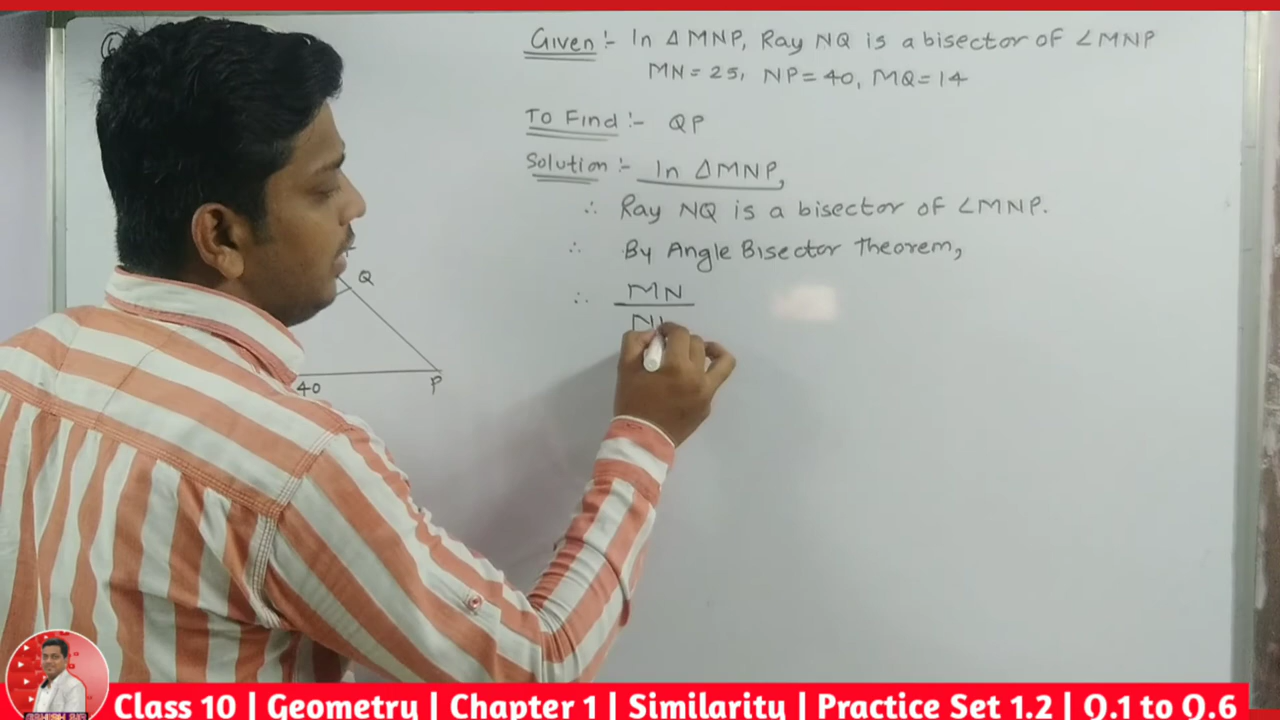 Given :- In Δ MNP, Ray NQ is a bisector of ∠MNP
MN = 25, NP = 40, MQ = 14
To Find :- QP
Solution :- In ΔMNP,
∴ Ray NQ is a bisector of ∠MNP.
∴ By Angle Bisector Theorem,
∴ MN
Q
40
P
Class 10 | Geometry | Chapter 1 | Similarity | Practice Set 1.2 | Q.1 to Q.6